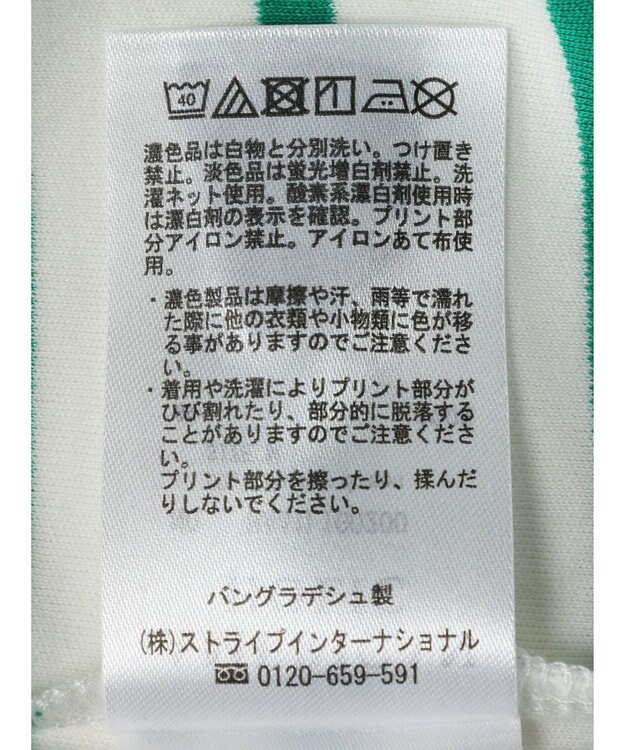 40
濃色品は白物と分別洗い。つけ置き
禁止。淡色品は蛍光増白剤禁止。洗
濯ネット使用。酸素系漂白剤使用時
は漂白剤の表示を確認。プリント部
分アイロン禁止。アイロンあて布使
用。
・濃色製品は摩擦や汗、雨等で濡れ
た際に他の衣類や小物類に色が移
る事がありますのでご注意くださ
い。
・着用や洗濯によりプリント部分が
ひび割れたり、部分的に脱落する
ことがありますのでご注意くださ
い。
プリント部分を擦ったり、揉んだ
りしないでください。
バングラデシュ製
(株)ストライプインターナショナル
0120-659-591